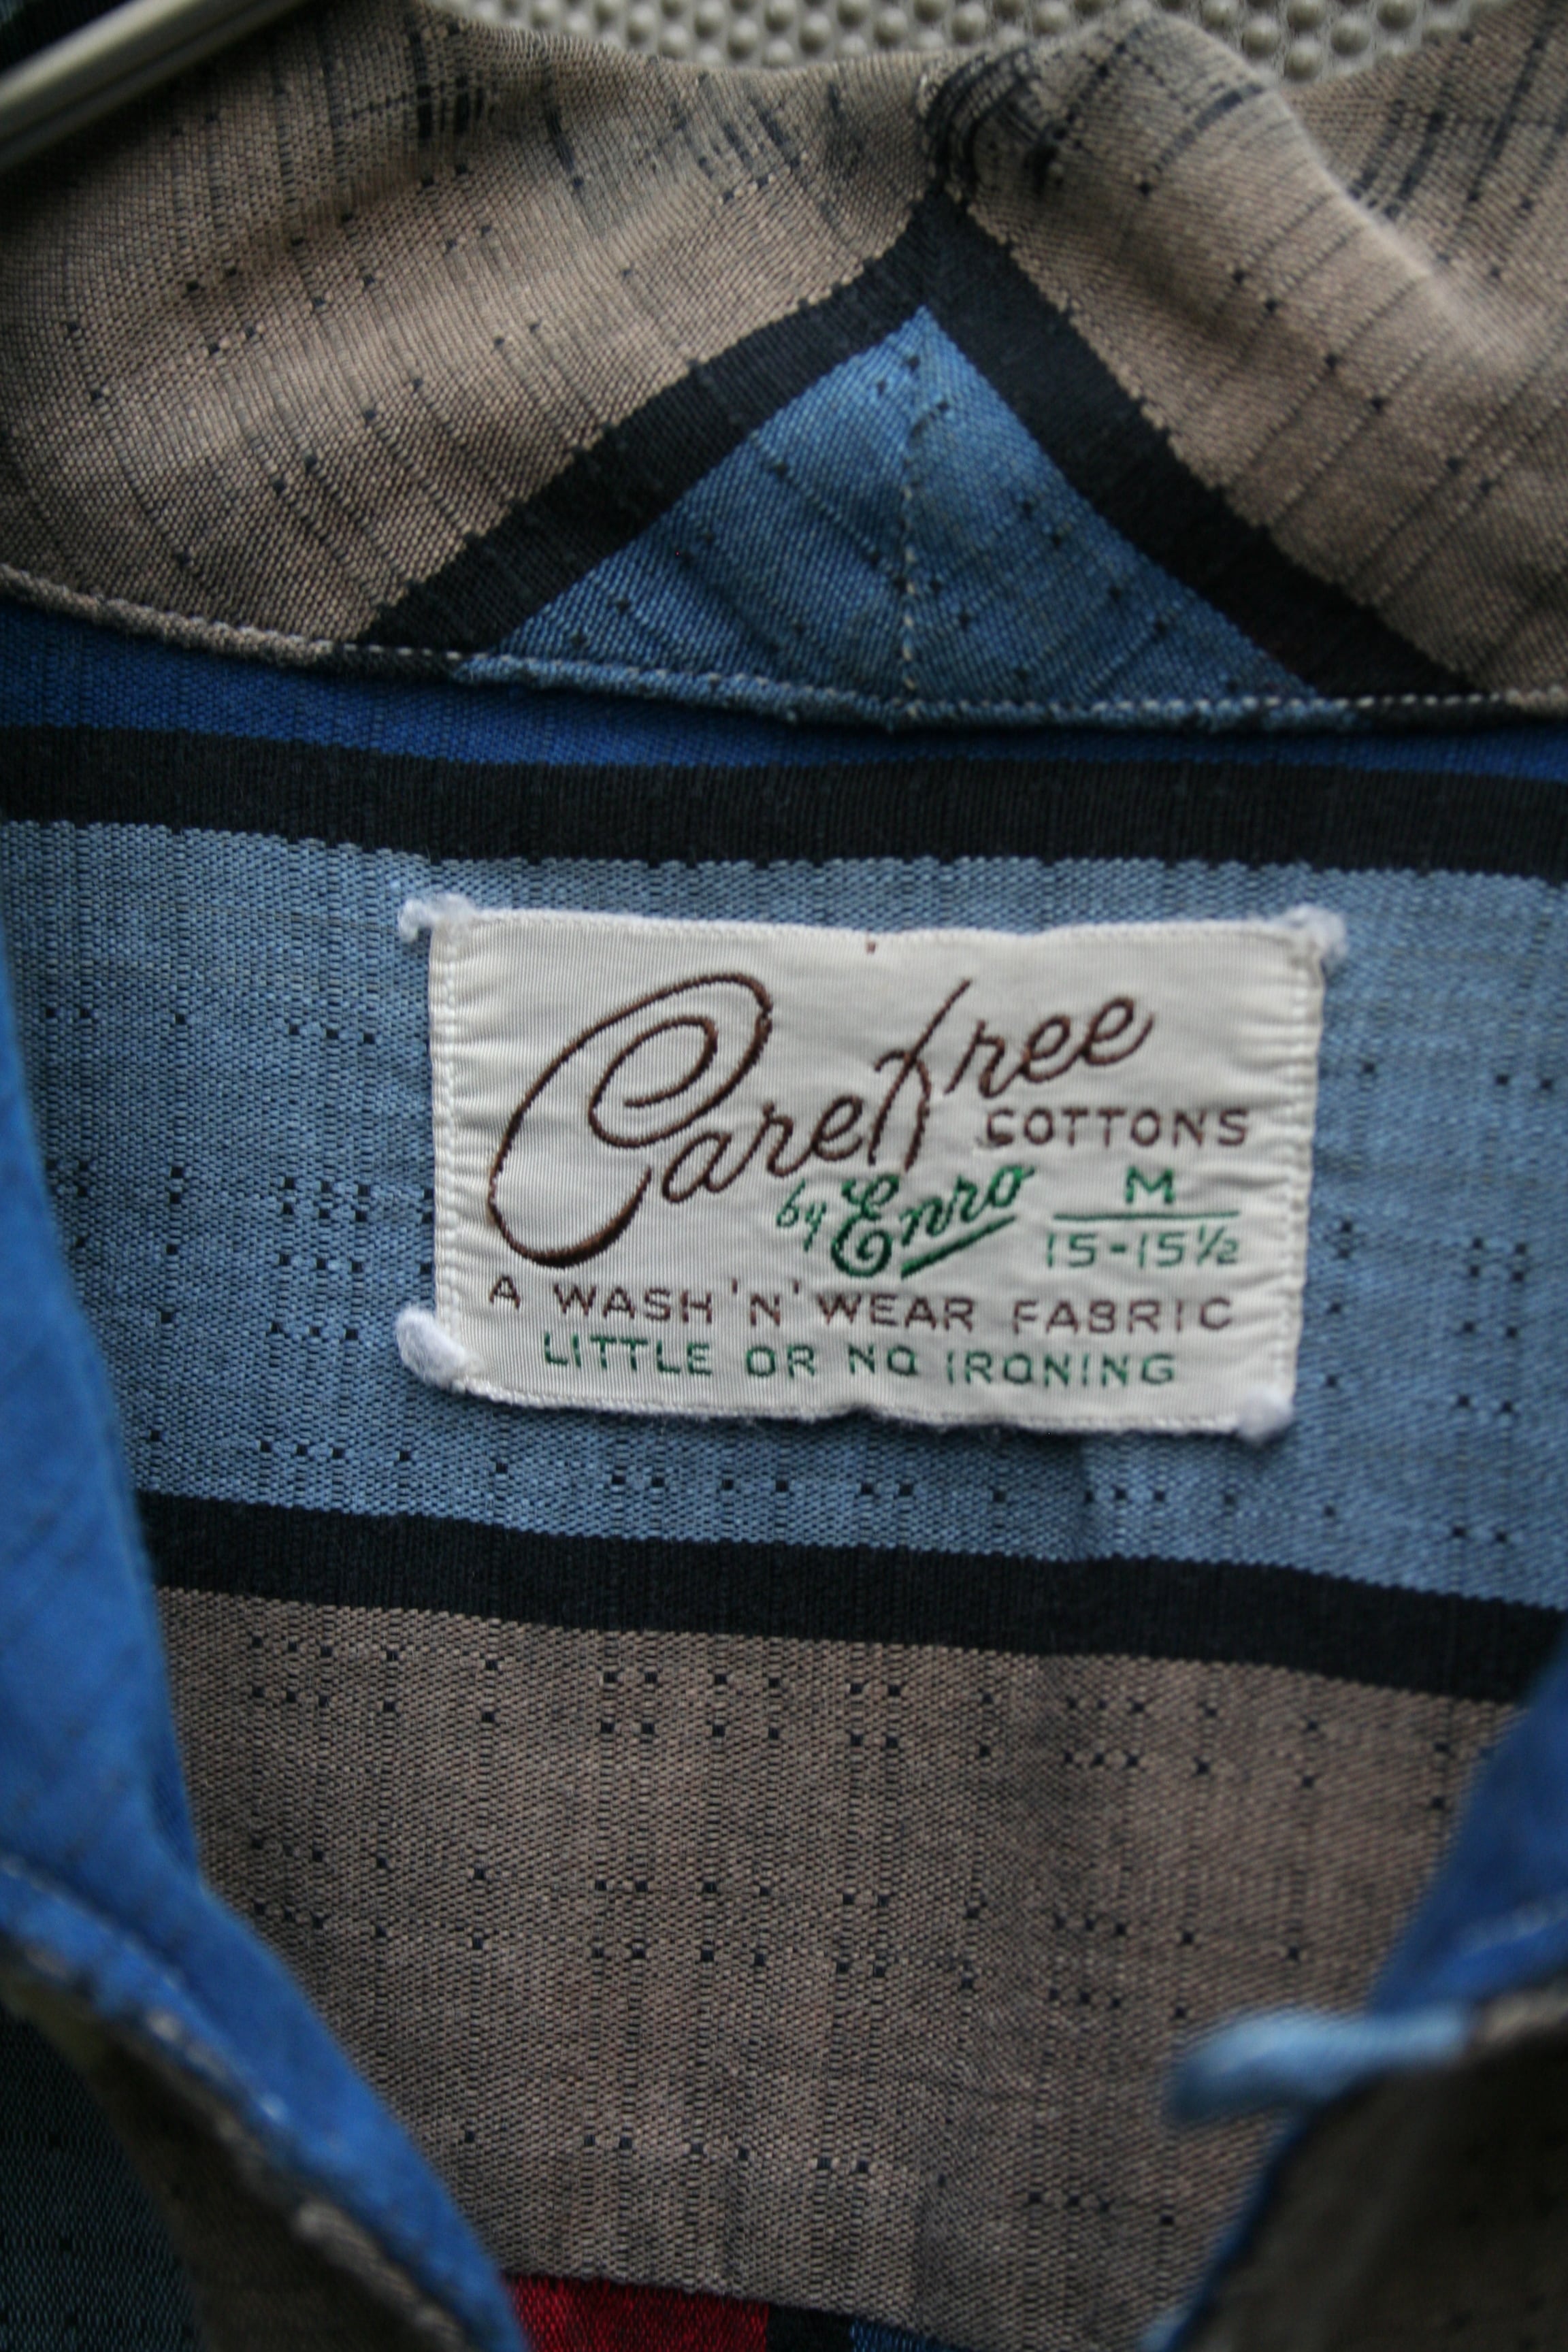 Carefree
COTTONS
by Enro M
15-15½
A WASH 'N' WEAR FABRIC
LITTLE OR NO IRONING